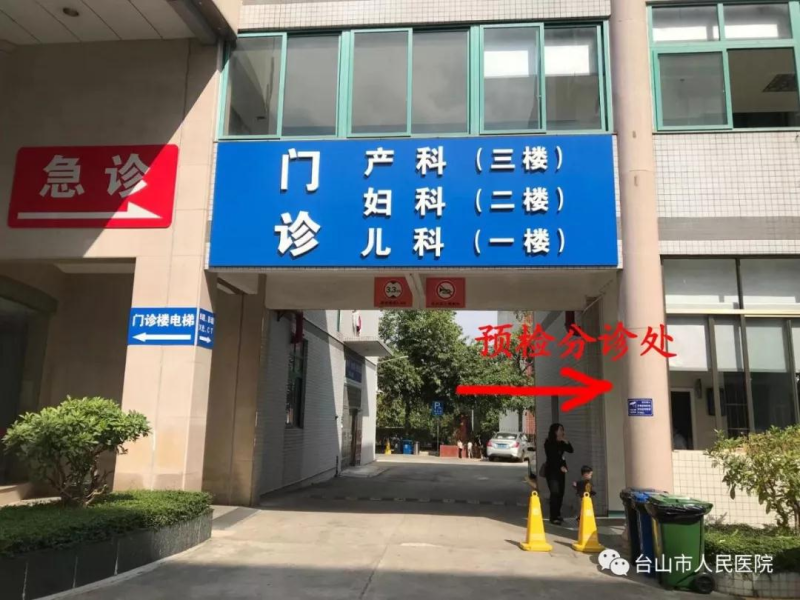 急诊
门诊
产科（三楼）
妇科（二楼）
儿科（一楼）
门诊楼电梯
预检分诊处
台山市人民医院